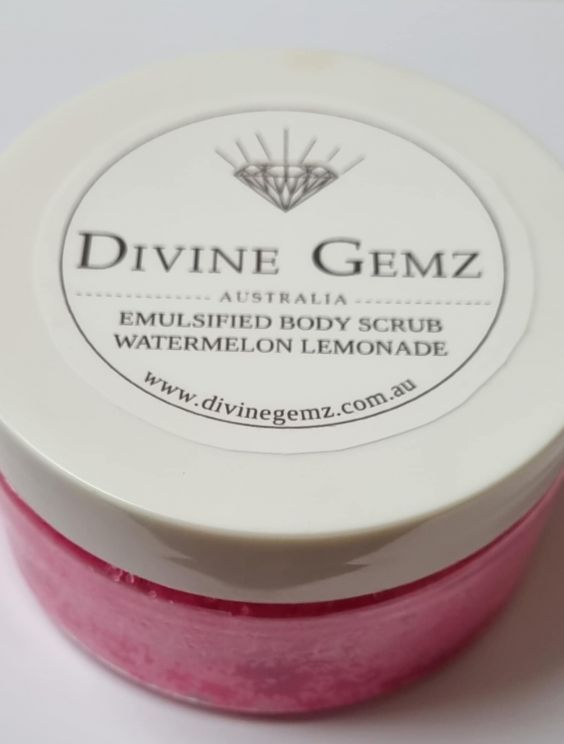 DIVINE GEMZ
AUSTRALIA
EMULSIFIED BODY SCRUB
WATERMELON LEMONADE
www.divinegemz.com.au